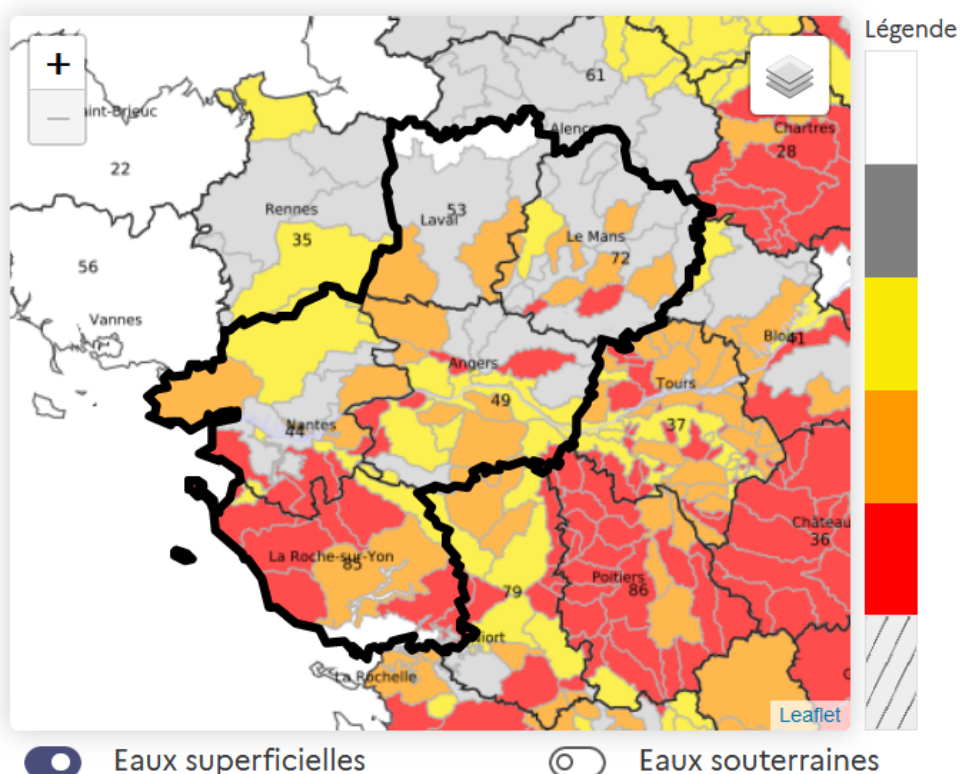 Légende
+
−
61
aint-Brieuc
Alenç
Chartres
28
22
53
Rennes
Laval
35
Le Mans
72
56
Vannes
Blois
41
Angers
Tours
49
37
Nantes
44
Château
36
La Roche-sur-Yon
85
Poitiers
86
79
Niort
La Rochelle
Leaflet
Eaux superficielles
Eaux souterraines